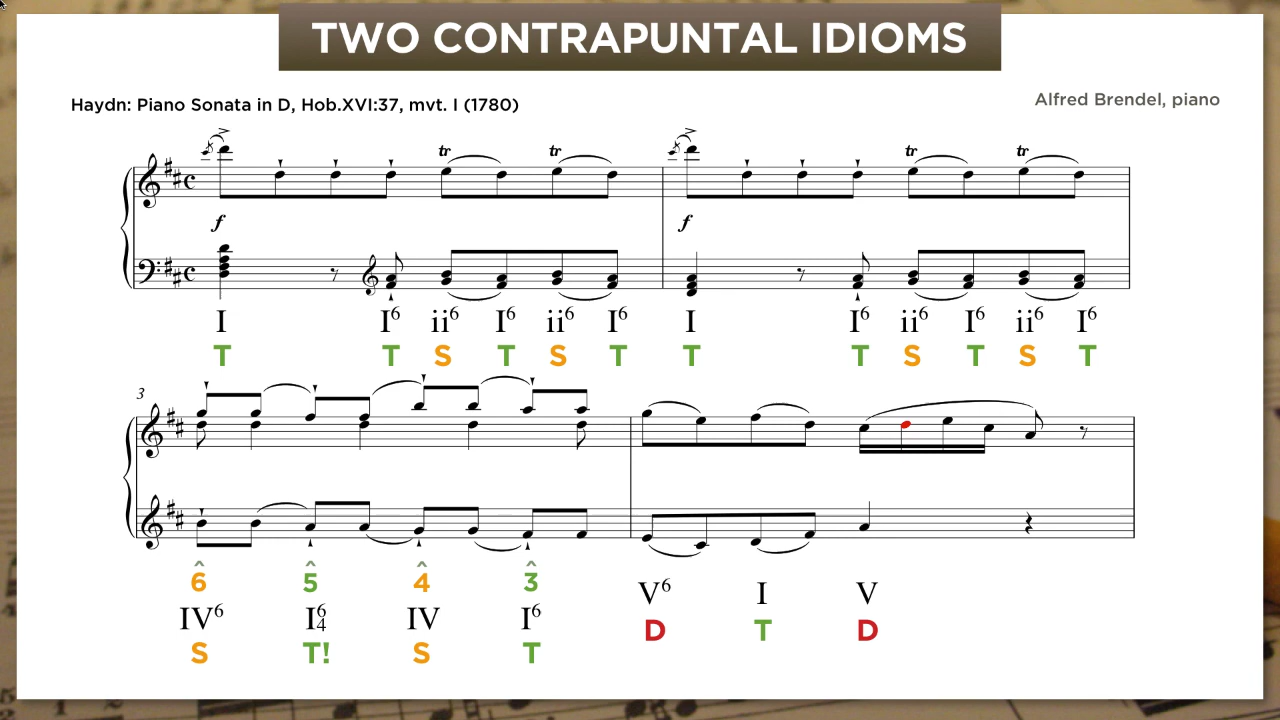 TWO CONTRAPUNTAL IDIOMS
Haydn: Piano Sonata in D, Hob.XVI:37, mvt. I (1780)
Alfred Brendel, piano
tr tr tr tr
f f
I I6 ii6 I6 ii6 I6 I I6 ii6 I6 ii6 I6
T T S T S T T T S T S T
3
6 5 4 3
IV6 I64 IV I6 V6 I V
S T! S T D T D